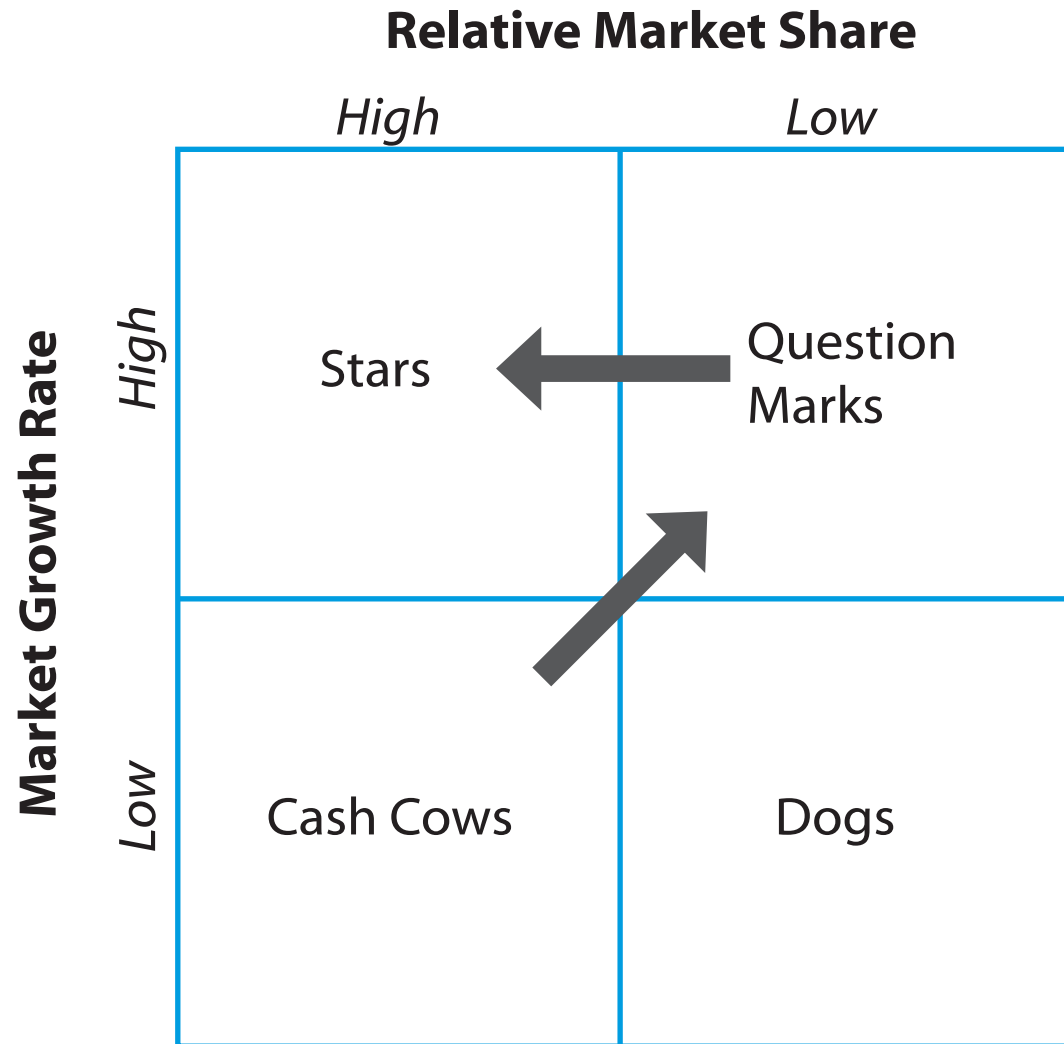 Relative Market Share
High
Low
Market Growth Rate
High
Stars
Question
Marks
Low
Cash Cows
Dogs